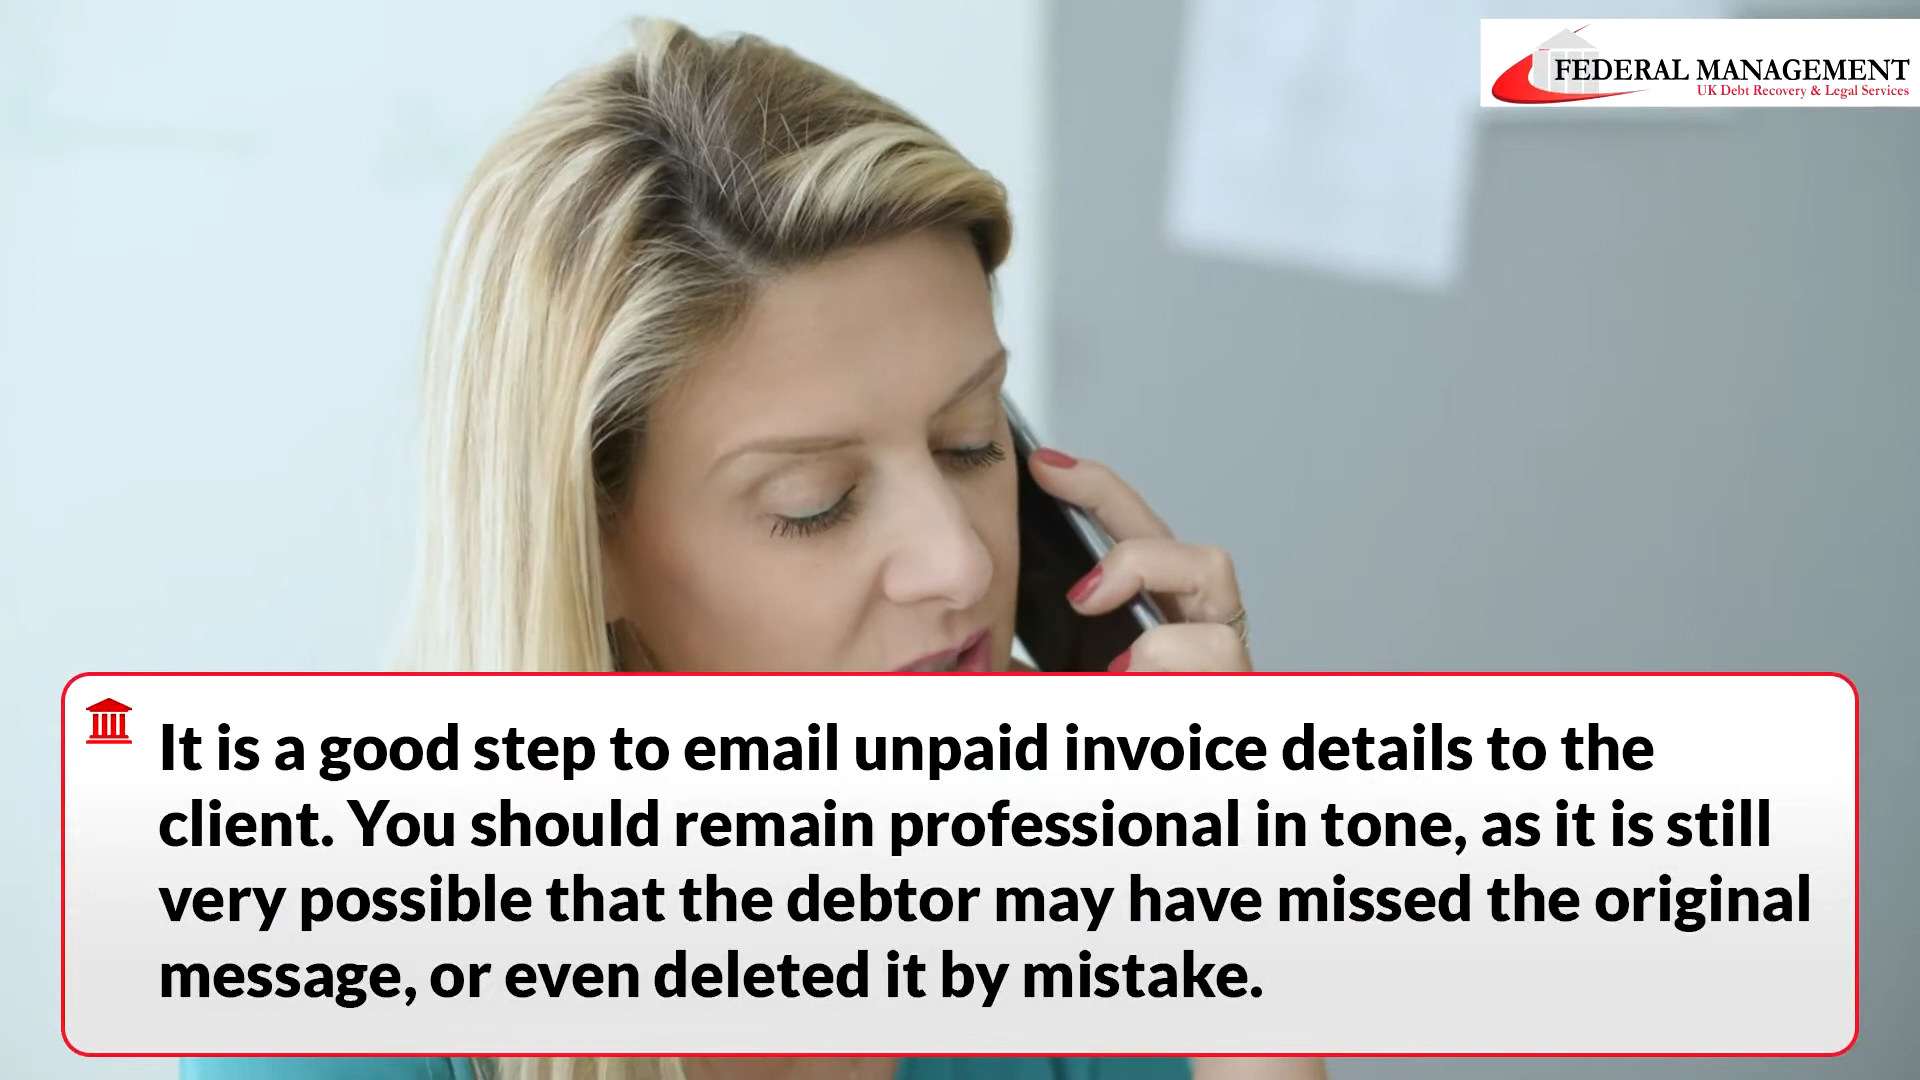 FEDERAL MANAGEMENT
UK Debt Recovery & Legal Services
It is a good step to email unpaid invoice details to the
client. You should remain professional in tone, as it is still
very possible that the debtor may have missed the original
message, or even deleted it by mistake.